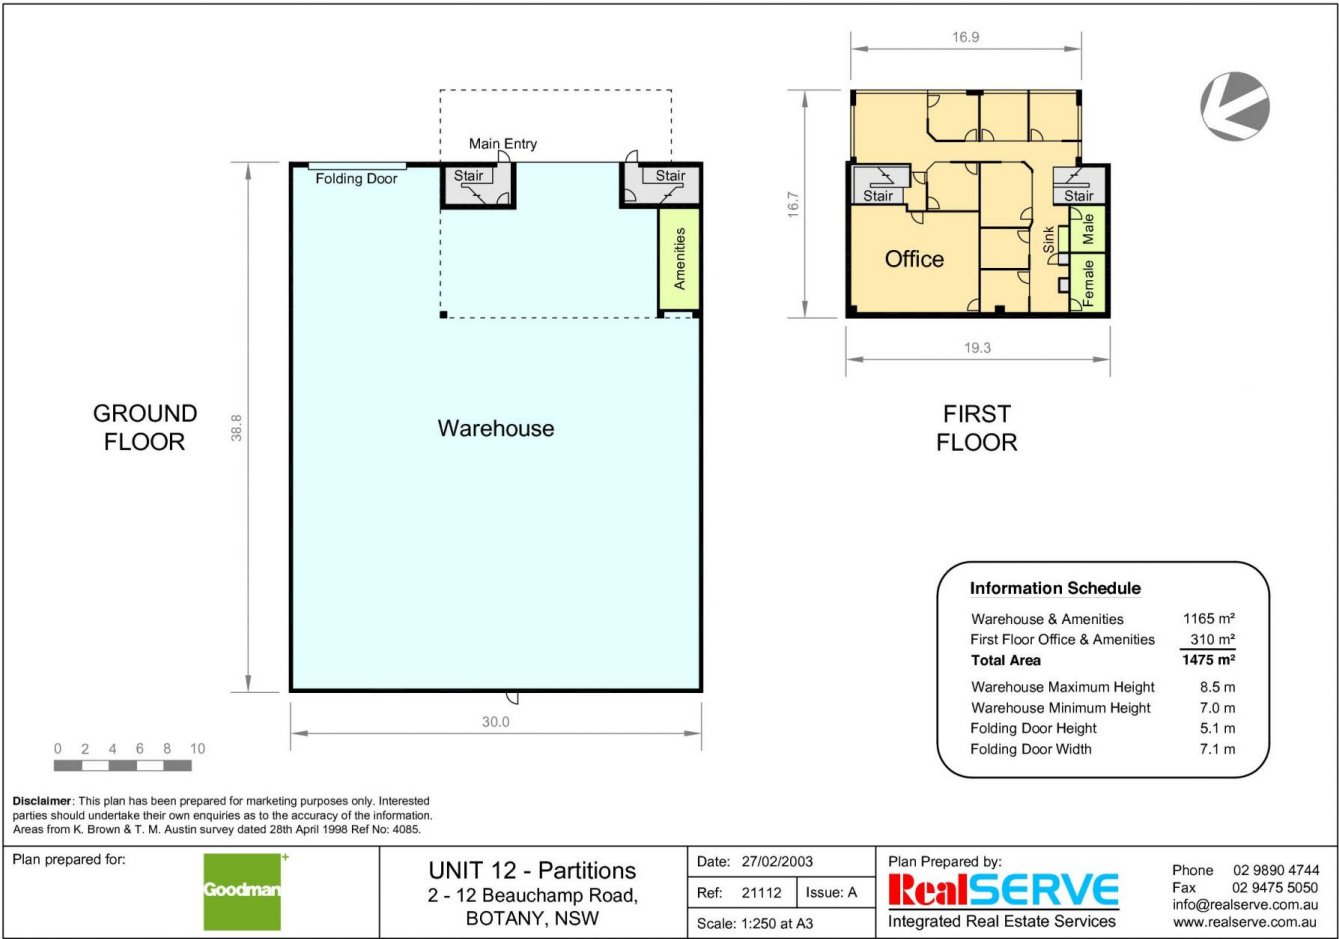 16.9
Main Entry
Folding Door
Stair
Stair
Amenities
Warehouse
38.8
30.0
GROUND
FLOOR
16.7
Stair
Stair
Office
Sink
Male
Female
19.3
FIRST
FLOOR
Information Schedule
Warehouse & Amenities 1165 m²
First Floor Office & Amenities 310 m²
Total Area 1475 m²
Warehouse Maximum Height 8.5 m
Warehouse Minimum Height 7.0 m
Folding Door Height 5.1 m
Folding Door Width 7.1 m
0 2 4 6 8 10
Disclaimer: This plan has been prepared for marketing purposes only. Interested
parties should undertake their own enquiries as to the accuracy of the information.
Areas from K. Brown & T. M. Austin survey dated 28th April 1998 Ref No: 4085.
Plan prepared for:
Goodman+
UNIT 12 - Partitions
2 - 12 Beauchamp Road,
BOTANY, NSW
Date: 27/02/2003
Ref: 21112 Issue: A
Scale: 1:250 at A3
Plan Prepared by:
RealSERVE
Integrated Real Estate Services
Phone 02 9890 4744
Fax 02 9475 5050
info@realserve.com.au
www.realserve.com.au